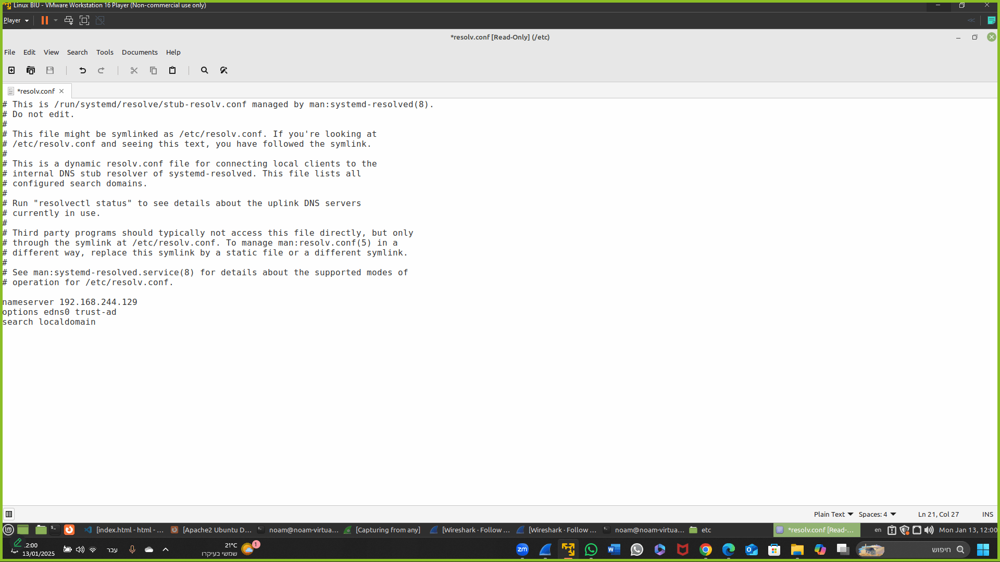 Linux BIU - VMware Workstation 16 Player (Non-commercial use only)
Player
*resolv.conf [Read-Only] (/etc)
File Edit View Search Tools Documents Help
*resolv.conf
# This is /run/systemd/resolve/stub-resolv.conf managed by man:systemd-resolved(8).
# Do not edit.
#
# This file might be symlinked as /etc/resolv.conf. If you're looking at
# /etc/resolv.conf and seeing this text, you have followed the symlink.
#
# This is a dynamic resolv.conf file for connecting local clients to the
# internal DNS stub resolver of systemd-resolved. This file lists all
# configured search domains.
#
# Run "resolvectl status" to see details about the uplink DNS servers
# currently in use.
#
# Third party programs should typically not access this file directly, but only
# through the symlink at /etc/resolv.conf. To manage man:resolv.conf(5) in a
# different way, replace this symlink by a static file or a different symlink.
#
# See man:systemd-resolved.service(8) for details about the supported modes of
# operation for /etc/resolv.conf.
nameserver 192.168.244.129
options edns0 trust-ad
search localdomain
Plain Text Spaces: 4 Ln 21, Col 27 INS
[index.html - html - ... [Apache2 Ubuntu D... noam@noam-virtua... [Capturing from any] [Wireshark · Follow ... [Wireshark · Follow ... noam@noam-virtua... etc *resolv.conf [Read-... en Mon Jan 13, 12:00
2:00
13/01/2025
עבר
21°C
שמשי בעיקרו
1
zm
חיפוש